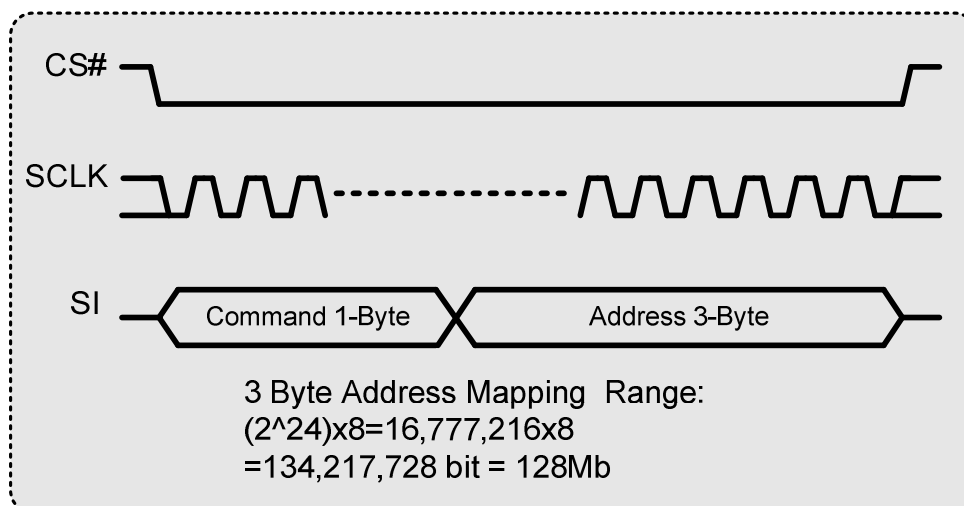 CS#
SCLK
SI
Command 1-Byte
Address 3-Byte
3 Byte Address Mapping Range:
(2^24)x8=16,777,216x8
=134,217,728 bit = 128Mb